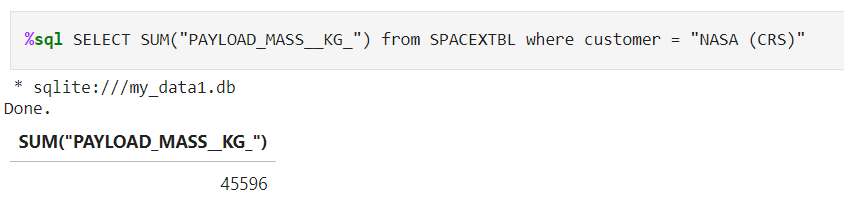 %sql SELECT SUM("PAYLOAD_MASS__KG_") from SPACEXTBL where customer = "NASA (CRS)"
* sqlite:///my_data1.db
Done.
SUM("PAYLOAD_MASS__KG_")
45596